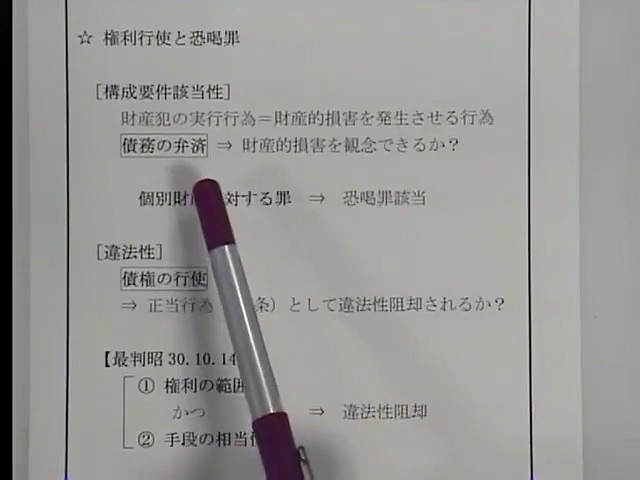 ☆ 権利行使と恐喝罪
［構成要件該当性］
財産犯の実行行為＝財産的損害を発生させる行為
債務の弁済 ⇒ 財産的損害を観念できるか？
個別財 対する罪 ⇒ 恐喝罪該当
［違法性］
債権の行使
⇒ 正当行為 条）として違法性阻却されるか？
【最判昭 30.10.14
① 権利の範囲
かつ ⇒ 違法性阻却
② 手段の相当